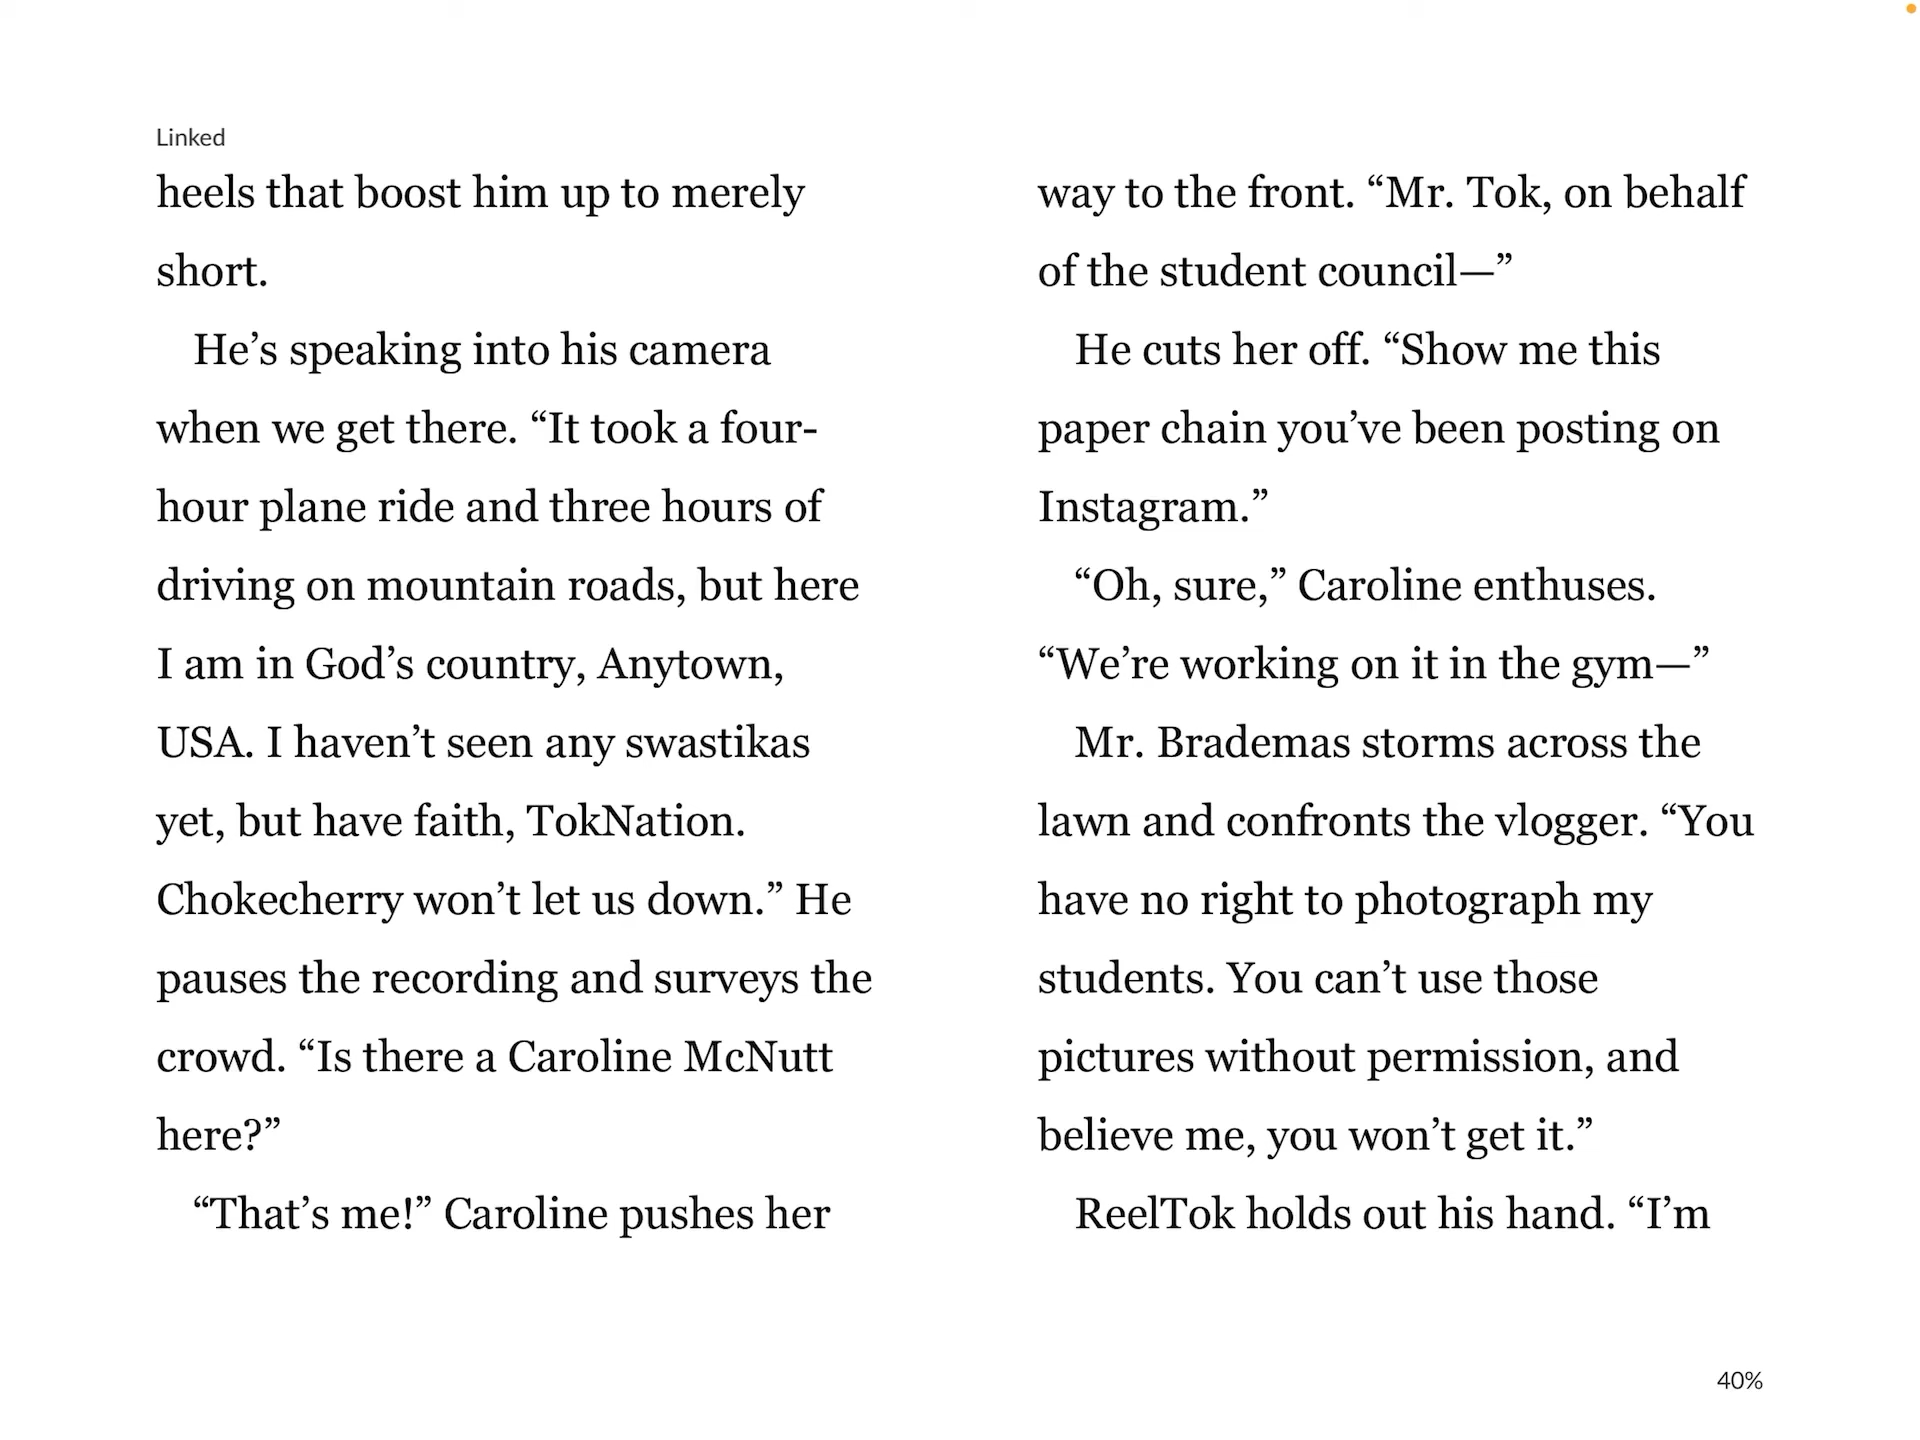 Linked
heels that boost him up to merely
short.
He’s speaking into his camera
when we get there. “It took a four-
hour plane ride and three hours of
driving on mountain roads, but here
I am in God’s country, Anytown,
USA. I haven’t seen any swastikas
yet, but have faith, TokNation.
Chokecherry won’t let us down.” He
pauses the recording and surveys the
crowd. “Is there a Caroline McNutt
here?”
“That’s me!” Caroline pushes her
way to the front. “Mr. Tok, on behalf
of the student council—”
He cuts her off. “Show me this
paper chain you’ve been posting on
Instagram.”
“Oh, sure,” Caroline enthuses.
“We’re working on it in the gym—”
Mr. Brademas storms across the
lawn and confronts the vlogger. “You
have no right to photograph my
students. You can’t use those
pictures without permission, and
believe me, you won’t get it.”
ReelTok holds out his hand. “I’m
40%